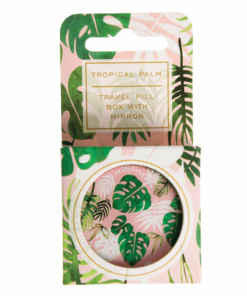 TROPICAL PALM
TRAVEL PILL
BOX WITH
MIRROR